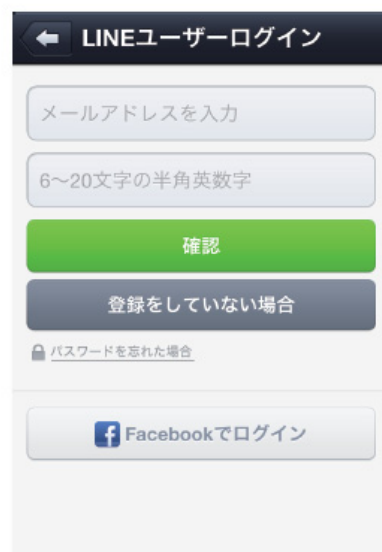 LINEユーザーログイン
メールアドレスを入力
6〜20文字の半角英数字
確認
登録をしていない場合
パスワードを忘れた場合
Facebookでログイン